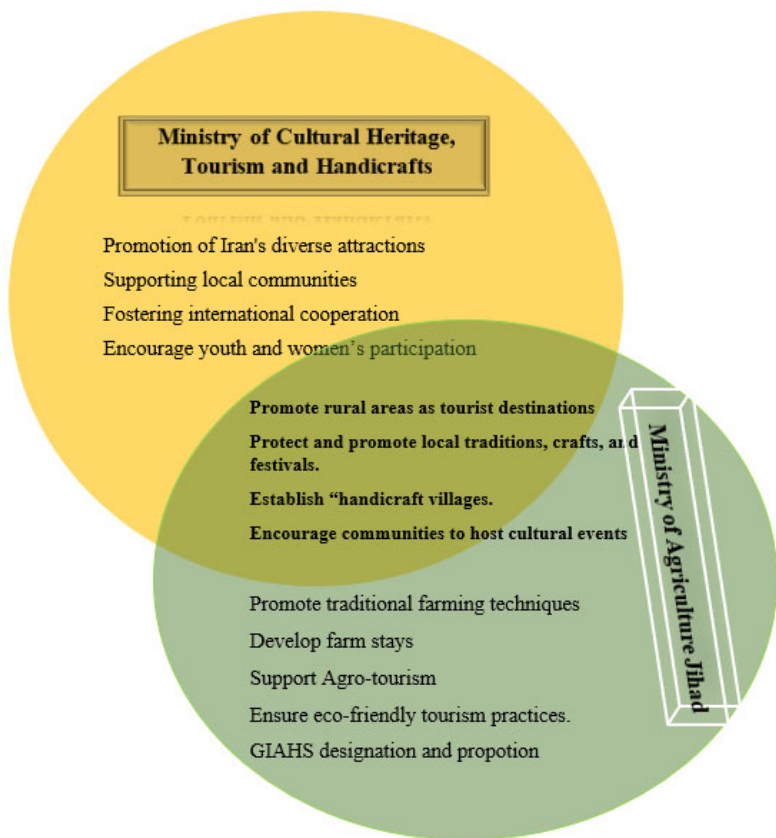 Ministry of Cultural Heritage,
Tourism and Handicrafts
Promotion of Iran's diverse attractions
Supporting local communities
Fostering international cooperation
Encourage youth and women’s participation
Promote rural areas as tourist destinations
Protect and promote local traditions, crafts, and
festivals.
Establish “handicraft villages.
Encourage communities to host cultural events
Ministry of Agriculture Jihad
Promote traditional farming techniques
Develop farm stays
Support Agro-tourism
Ensure eco-friendly tourism practices.
GIAHS designation and propotion